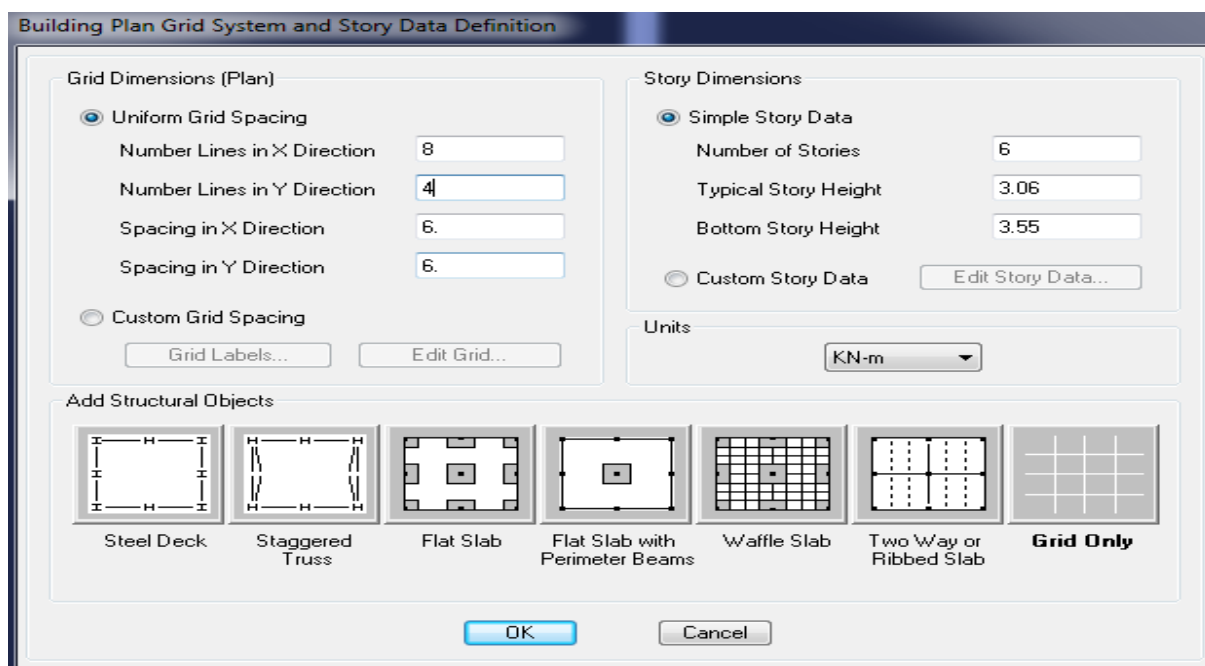 Building Plan Grid System and Story Data Definition
Grid Dimensions (Plan)
Uniform Grid Spacing
Number Lines in X Direction 8
Number Lines in Y Direction 4
Spacing in X Direction 6.
Spacing in Y Direction 6.
Custom Grid Spacing
Grid Labels... Edit Grid...
Story Dimensions
Simple Story Data
Number of Stories 6
Typical Story Height 3.06
Bottom Story Height 3.55
Custom Story Data Edit Story Data...
Units
KN-m
Add Structural Objects
Steel Deck
Staggered
Truss
Flat Slab
Flat Slab with
Perimeter Beams
Waffle Slab
Two Way or
Ribbed Slab
Grid Only
OK Cancel